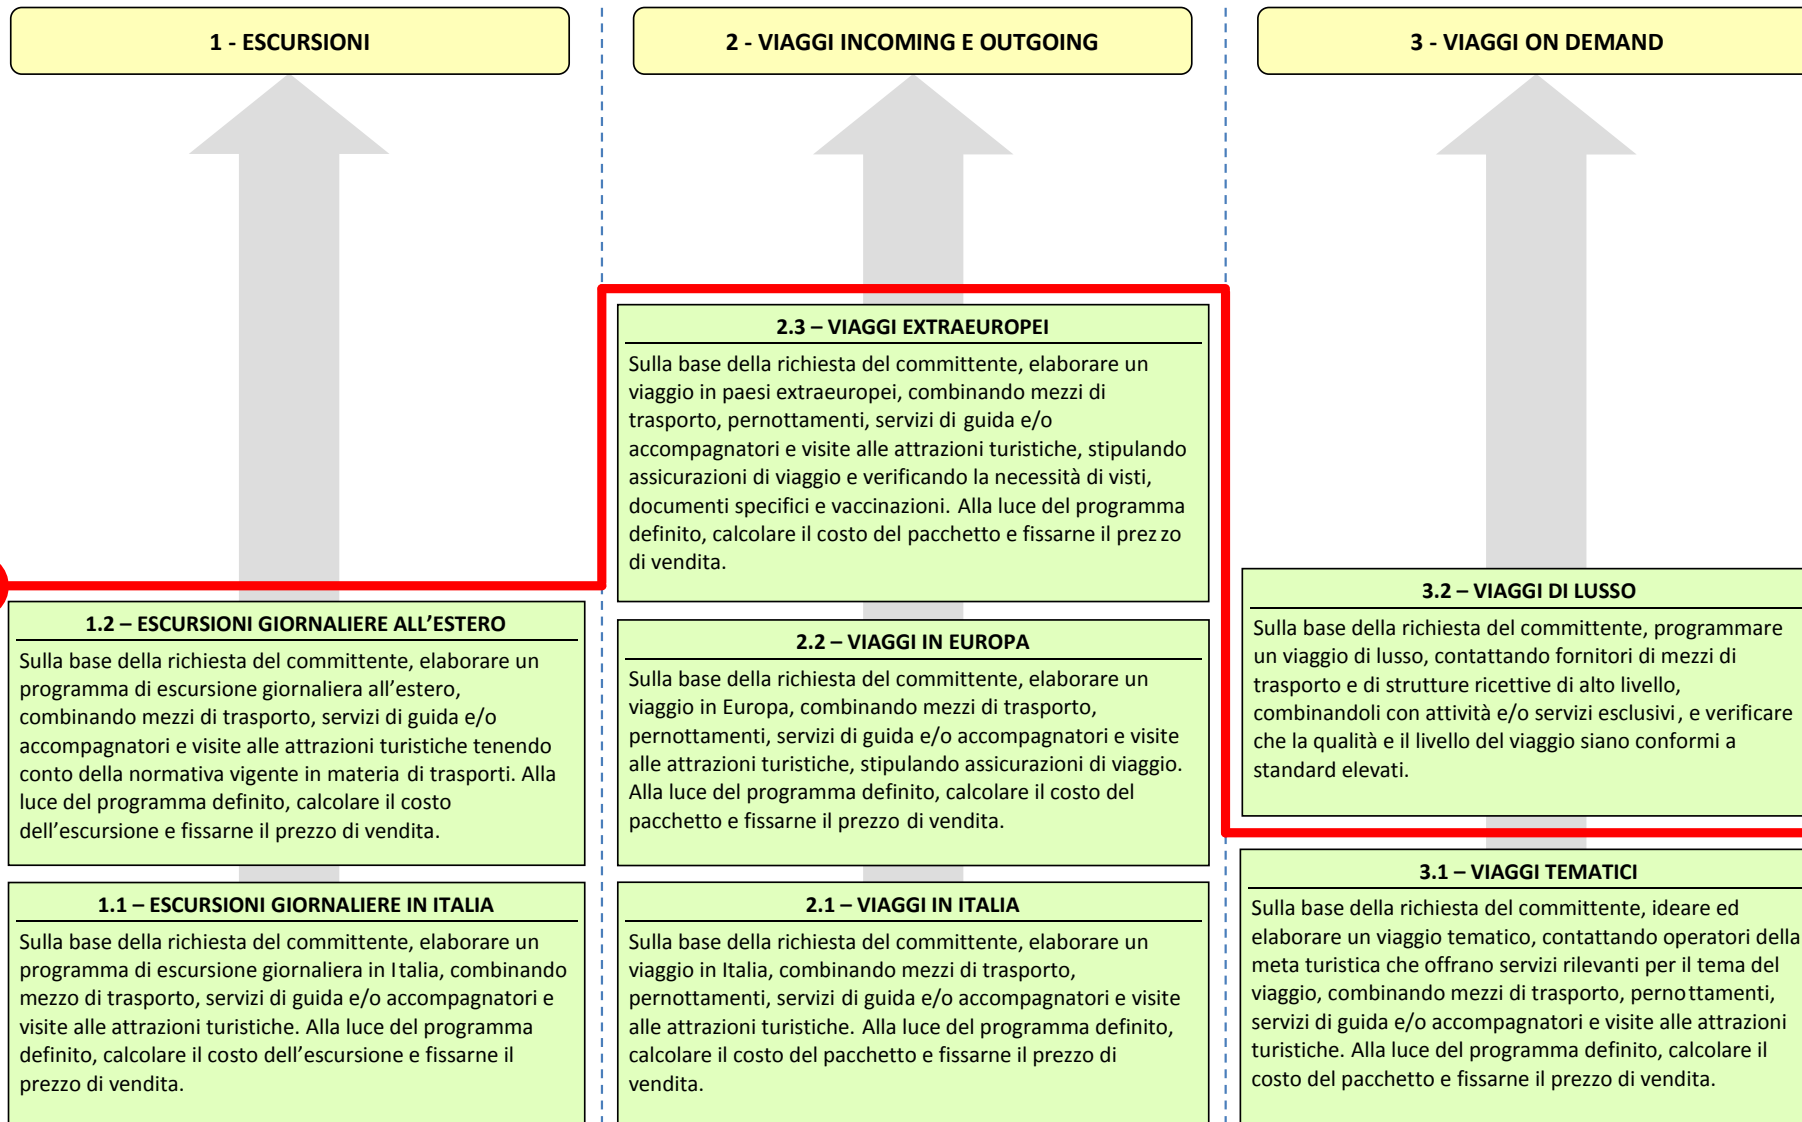 1 - ESCURSIONI
2 - VIAGGI INCOMING E OUTGOING
3 - VIAGGI ON DEMAND
2.3 – VIAGGI EXTRAEUROPEI
Sulla base della richiesta del committente, elaborare un
viaggio in paesi extraeuropei, combinando mezzi di
trasporto, pernottamenti, servizi di guida e/o
accompagnatori e visite alle attrazioni turistiche, stipulando
assicurazioni di viaggio e verificando la necessità di visti,
documenti specifici e vaccinazioni. Alla luce del programma
definito, calcolare il costo del pacchetto e fissarne il prezzo
di vendita.
1.2 – ESCURSIONI GIORNALIERE ALL’ESTERO
Sulla base della richiesta del committente, elaborare un
programma di escursione giornaliera all’estero,
combinando mezzi di trasporto, servizi di guida e/o
accompagnatori e visite alle attrazioni turistiche tenendo
conto della normativa vigente in materia di trasporti. Alla
luce del programma definito, calcolare il costo
dell’escursione e fissarne il prezzo di vendita.
2.2 – VIAGGI IN EUROPA
Sulla base della richiesta del committente, elaborare un
viaggio in Europa, combinando mezzi di trasporto,
pernottamenti, servizi di guida e/o accompagnatori e visite
alle attrazioni turistiche, stipulando assicurazioni di viaggio.
Alla luce del programma definito, calcolare il costo del
pacchetto e fissarne il prezzo di vendita.
3.2 – VIAGGI DI LUSSO
Sulla base della richiesta del committente, programmare
un viaggio di lusso, contattando fornitori di mezzi di
trasporto e di strutture ricettive di alto livello,
combinandoli con attività e/o servizi esclusivi, e verificare
che la qualità e il livello del viaggio siano conformi a
standard elevati.
1.1 – ESCURSIONI GIORNALIERE IN ITALIA
Sulla base della richiesta del committente, elaborare un
programma di escursione giornaliera in Italia, combinando
mezzo di trasporto, servizi di guida e/o accompagnatori e
visite alle attrazioni turistiche. Alla luce del programma
definito, calcolare il costo dell’escursione e fissarne il
prezzo di vendita.
2.1 – VIAGGI IN ITALIA
Sulla base della richiesta del committente, elaborare un
viaggio in Italia, combinando mezzi di trasporto,
pernottamenti, servizi di guida e/o accompagnatori e visite
alle attrazioni turistiche. Alla luce del programma definito,
calcolare il costo del pacchetto e fissarne il prezzo di
vendita.
3.1 – VIAGGI TEMATICI
Sulla base della richiesta del committente, ideare ed
elaborare un viaggio tematico, contattando operatori della
meta turistica che offrano servizi rilevanti per il tema del
viaggio, combinando mezzi di trasporto, pernottamenti,
servizi di guida e/o accompagnatori e visite alle attrazioni
turistiche. Alla luce del programma definito, calcolare il
costo del pacchetto e fissarne il prezzo di vendita.